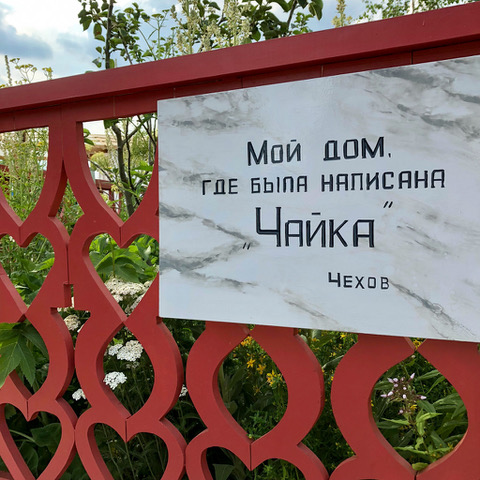 Мой дом,
где была написана
„Чайка”
Чехов